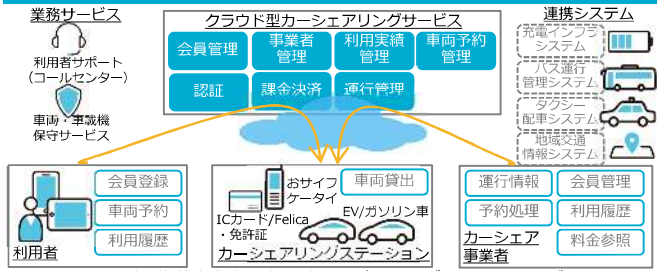 業務サービス
利用者サポート
(コールセンター)
車両・車載機
保守サービス
クラウド型カーシェアリングサービス
会員管理
事業者
管理
利用実績
管理
車両予約
管理
認証
課金決済
運行管理
連携システム
充電インフラ
システム
バス運行
管理システム
タクシー
配車システム
地域交通
情報システム
会員登録
車両予約
利用履歴
利用者
おサイフ
ケータイ
車両貸出
ICカード/Felica
・免許証
EV/ガソリン車
カーシェアリングステーション
運行情報
会員管理
予約処理
利用履歴
カーシェア
事業者
料金参照